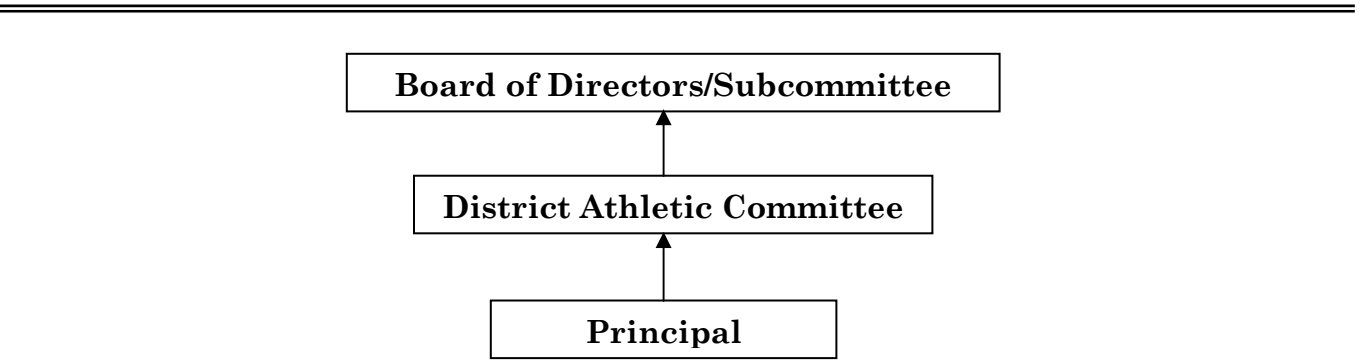 Board of Directors/Subcommittee
District Athletic Committee
Principal